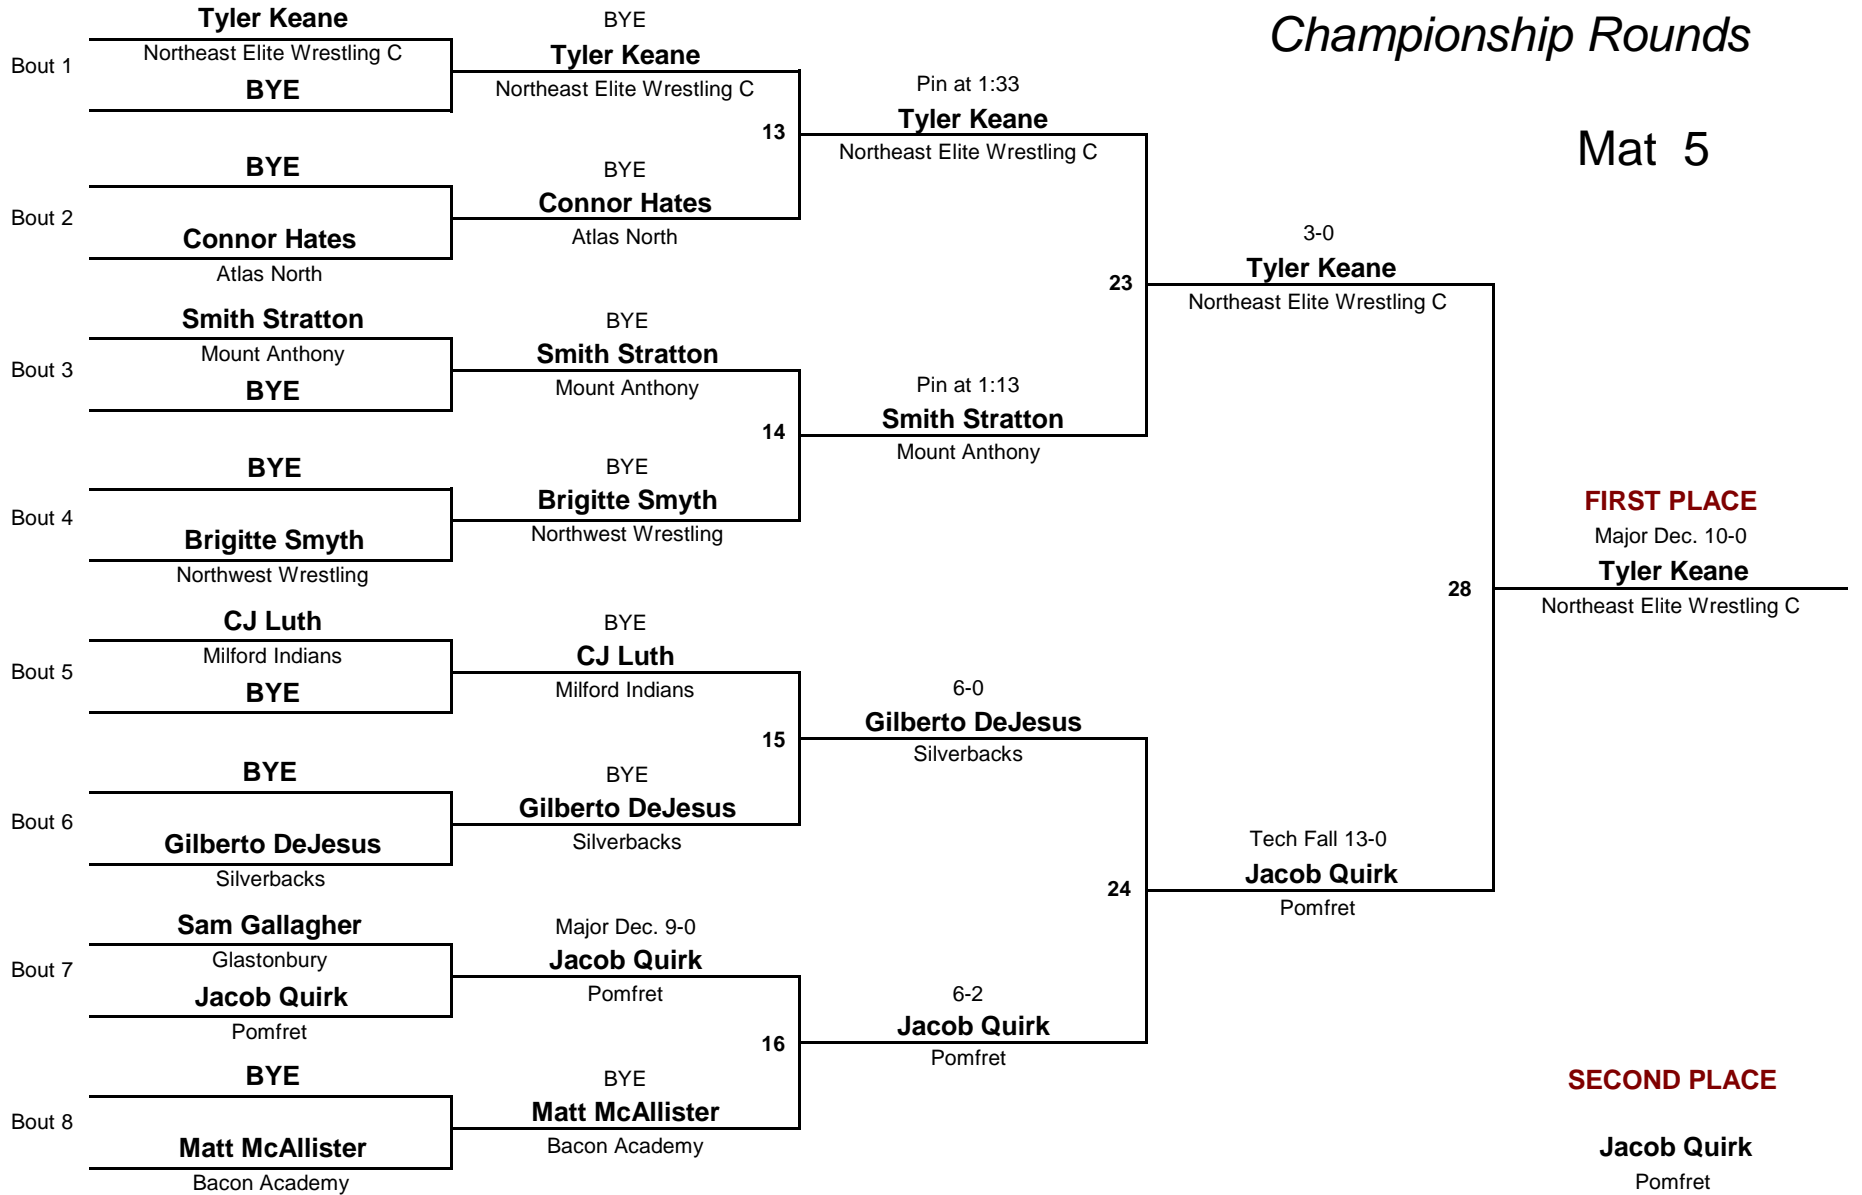 Championship Rounds
Mat 5
Bout 1
Tyler Keane
Northeast Elite Wrestling C
BYE
Bout 2
BYE
Connor Hates
Atlas North
Bout 3
Smith Stratton
Mount Anthony
BYE
Bout 4
BYE
Brigitte Smyth
Northwest Wrestling
Bout 5
CJ Luth
Milford Indians
BYE
Bout 6
BYE
Gilberto DeJesus
Silverbacks
Bout 7
Sam Gallagher
Glastonbury
Jacob Quirk
Pomfret
Bout 8
BYE
Matt McAllister
Bacon Academy
BYE
Tyler Keane
Northeast Elite Wrestling C
13
BYE
Connor Hates
Atlas North
BYE
Smith Stratton
Mount Anthony
14
BYE
Brigitte Smyth
Northwest Wrestling
BYE
CJ Luth
Milford Indians
15
BYE
Gilberto DeJesus
Silverbacks
Major Dec. 9-0
Jacob Quirk
Pomfret
16
BYE
Matt McAllister
Bacon Academy
Pin at 1:33
Tyler Keane
Northeast Elite Wrestling C
23
Pin at 1:13
Smith Stratton
Mount Anthony
6-0
Gilberto DeJesus
Silverbacks
24
6-2
Jacob Quirk
Pomfret
3-0
Tyler Keane
Northeast Elite Wrestling C
28
Tech Fall 13-0
Jacob Quirk
Pomfret
FIRST PLACE
Major Dec. 10-0
Tyler Keane
Northeast Elite Wrestling C
SECOND PLACE
Jacob Quirk
Pomfret